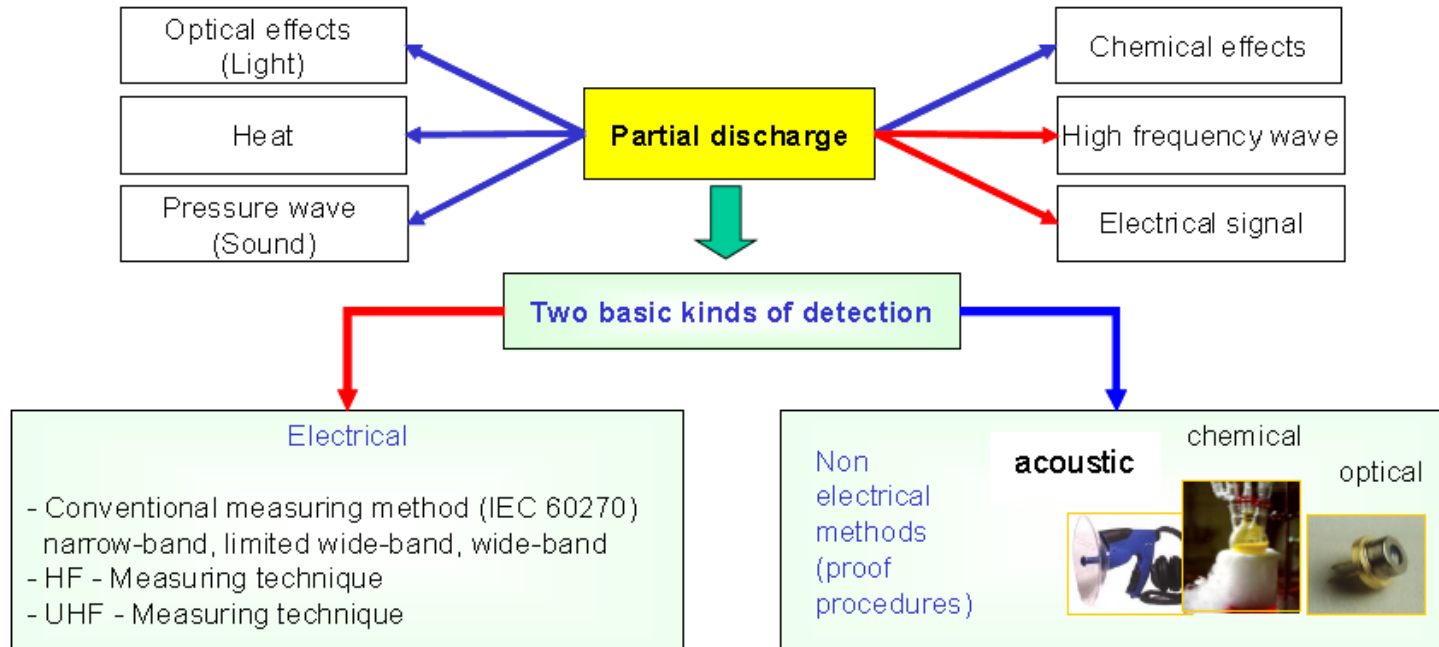 Optical effects
(Light)
Heat
Pressure wave
(Sound)
Partial discharge
Chemical effects
High frequency wave
Electrical signal
Two basic kinds of detection
Electrical
- Conventional measuring method (IEC 60270)
narrow-band, limited wide-band, wide-band
- HF - Measuring technique
- UHF - Measuring technique
Non
electrical
methods
(proof
procedures)
acoustic
chemical
optical